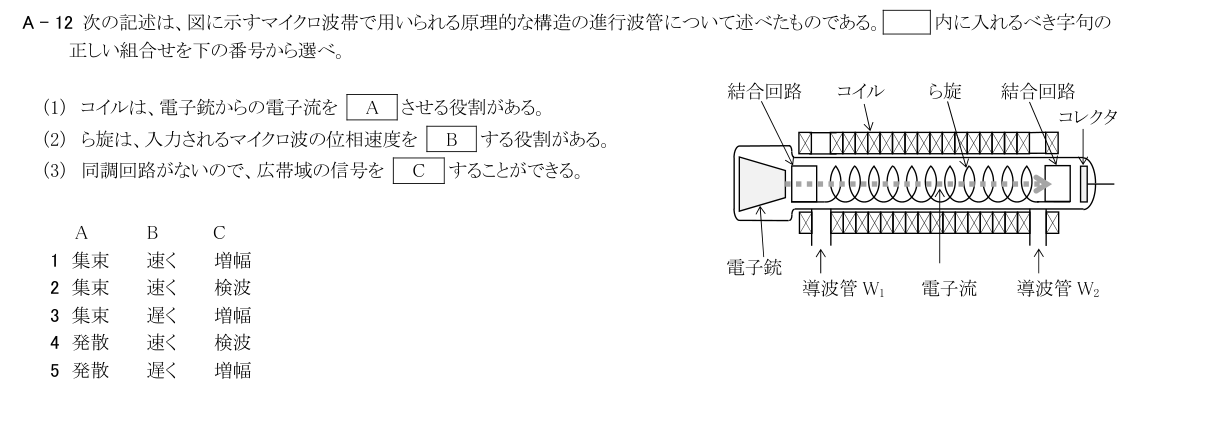 A－12 次の記述は、図に示すマイクロ波帯で用いられる原理的な構造の進行波管について述べたものである。 内に入れるべき字句の
正しい組合せを下の番号から選べ。
(1) コイルは、電子銃からの電子流を A させる役割がある。
(2) ら旋は、入力されるマイクロ波の位相速度を B する役割がある。
(3) 同調回路がないので、広帯域の信号を C することができる。
A B C
1 集束 速く 増幅
2 集束 速く 検波
3 集束 遅く 増幅
4 発散 速く 検波
5 発散 遅く 増幅
結合回路 コイル ら旋 結合回路
コレクタ
電子銃
導波管 W1 電子流 導波管 W2